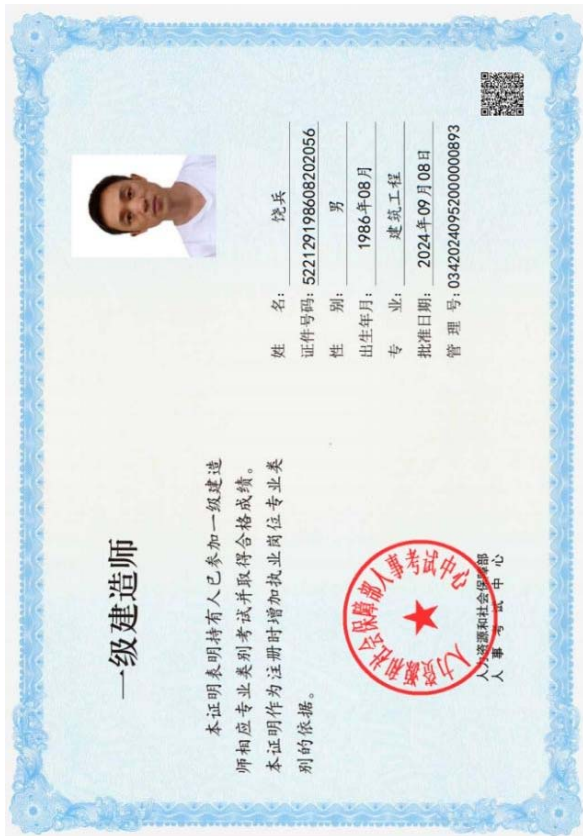 一级建造师
本证明表明持有人已参加一级建造
师相应专业类别考试并取得合格成绩。
本证明作为注册时增加执业岗位专业类
别的依据。
人力资源和社会保障部
人事考试中心
人力资源和社会保障部人事考试中心
姓 名: 饶兵
证件号码: 522129198608202056
性 别: 男
出生年月: 1986年08月
专 业: 建筑工程
批准日期: 2024年09月08日
管 理 号: 03420240952000000893